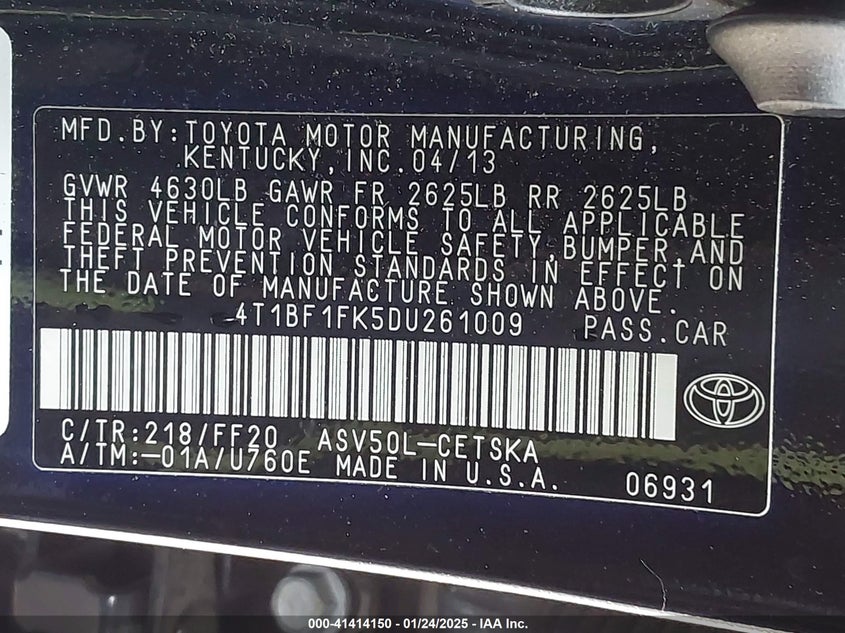 MFD.BY:TOYOTA MOTOR MANUFACTURING,
KENTUCKY,INC.04/13
GVWR 4630LB GAWR FR 2625LB RR 2625LB
THIS VEHICLE CONFORMS TO ALL APPLICABLE
FEDERAL MOTOR VEHICLE SAFETY,BUMPER,AND
THEFT PREVENTION STANDARDS IN EFFECT ON
THE DATE OF MANUFACTURE SHOWN ABOVE.
4T1BF1FK5DU261009 PASS.CAR
C/TR:218/FF20 ASV50L-CETSKA
A/TM:-01A/U760E MADE IN U.S.A.
06931
000-41414150 - 01/24/2025 - IAA Inc.